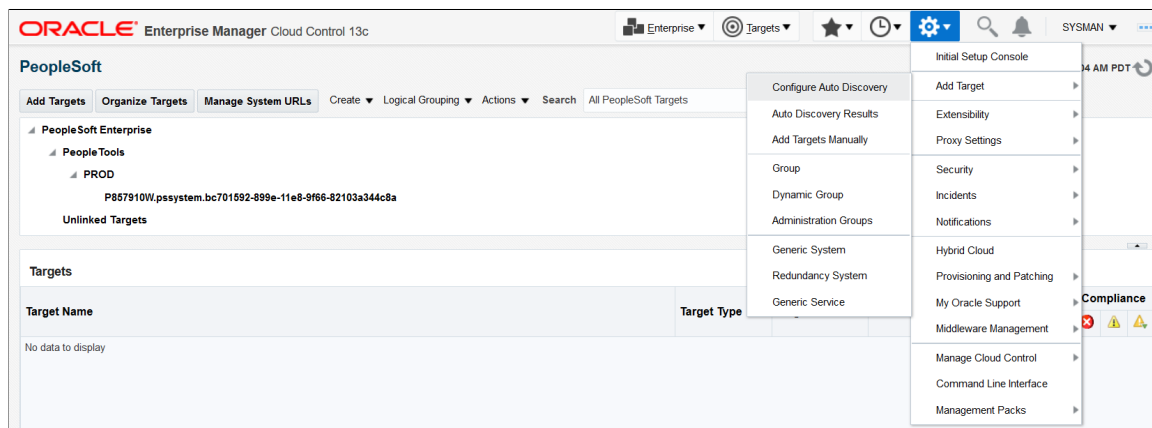 ORACLE® Enterprise Manager Cloud Control 13c Enterprise Targets SYSMAN
PeopleSoft
04 AM PDT
Add Targets Organize Targets Manage System URLs Create Logical Grouping Actions Search All PeopleSoft Targets
PeopleSoft Enterprise
PeopleTools
PROD
P857910W.pssystem.bc701592-899e-11e8-9f66-82103a344c8a
Unlinked Targets
Targets
Target Name Target Type
Compliance
No data to display
Configure Auto Discovery
Auto Discovery Results
Add Targets Manually
Group
Dynamic Group
Administration Groups
Generic System
Redundancy System
Generic Service
Initial Setup Console
Add Target
Extensibility
Proxy Settings
Security
Incidents
Notifications
Hybrid Cloud
Provisioning and Patching
My Oracle Support
Middleware Management
Manage Cloud Control
Command Line Interface
Management Packs